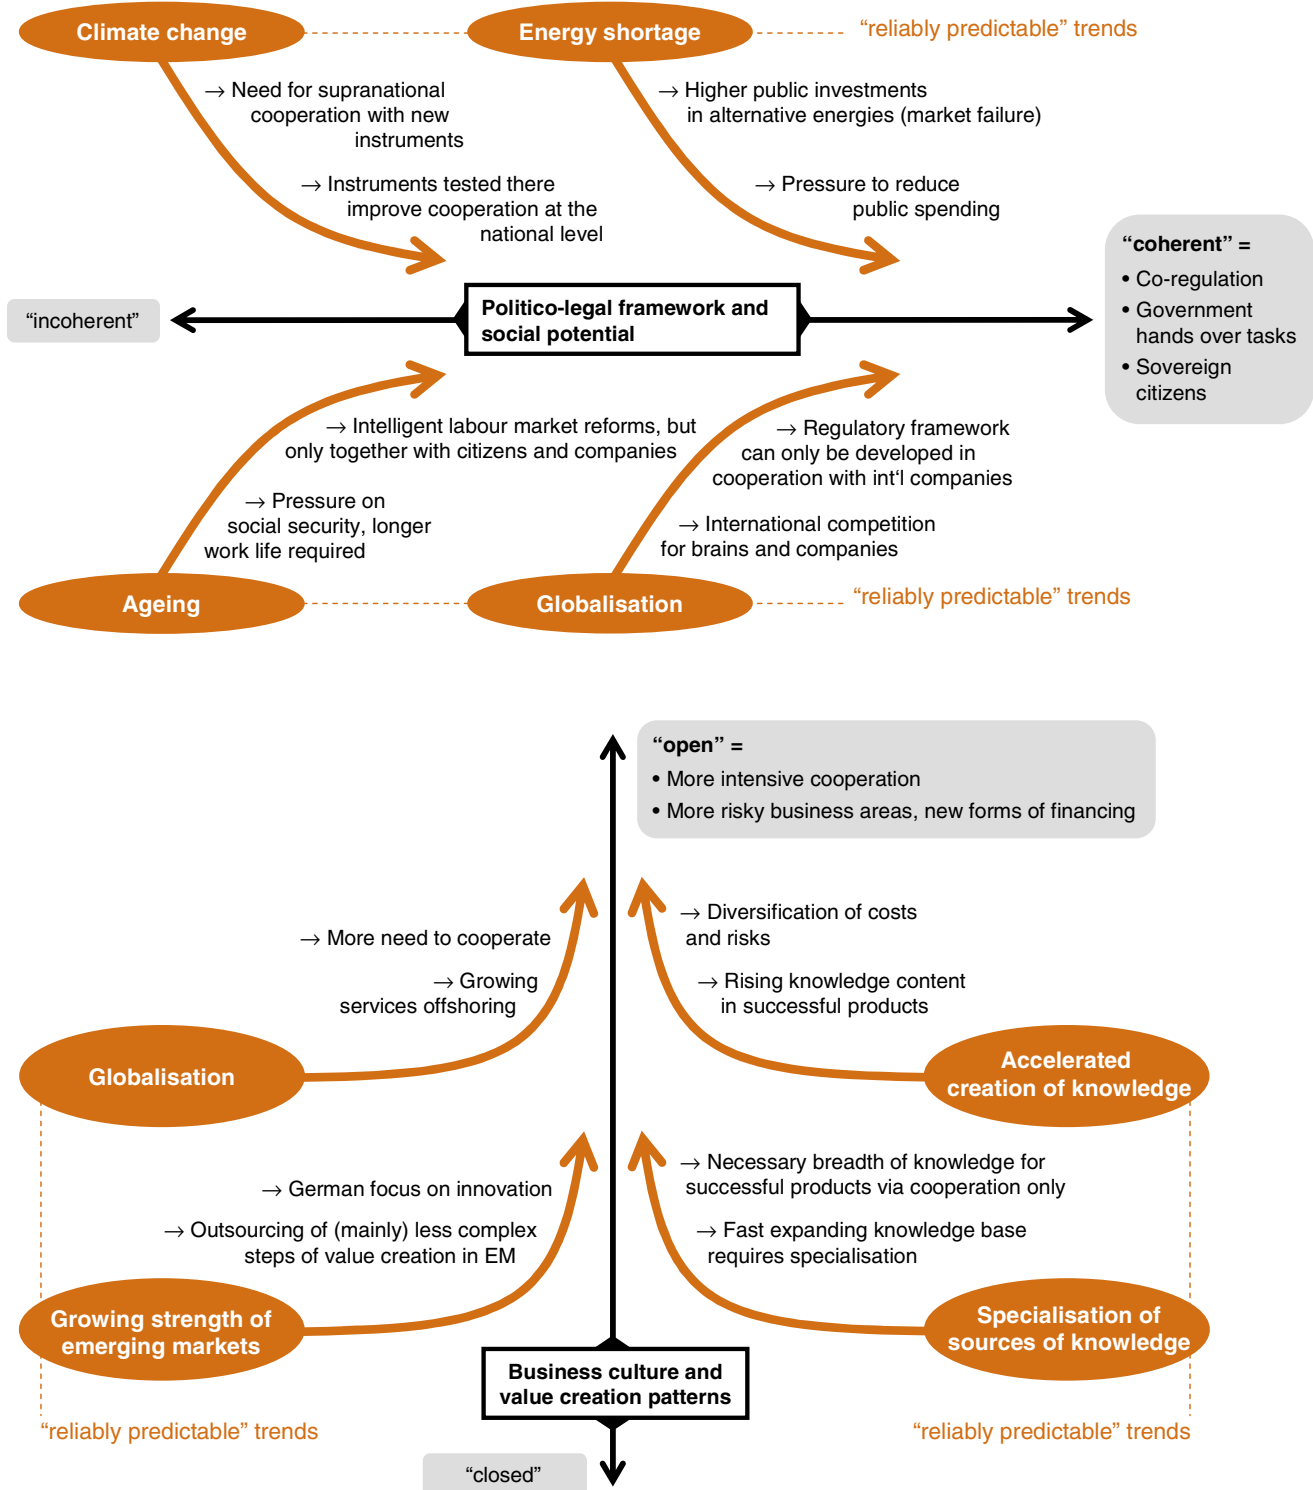 Climate change
Energy shortage
“reliably predictable” trends
→ Need for supranational
cooperation with new
instruments
→ Higher public investments
in alternative energies (market failure)
→ Instruments tested there
improve cooperation at the
national level
→ Pressure to reduce
public spending
“incoherent”
Politico-legal framework and
social potential
“coherent” =
• Co-regulation
• Government
hands over tasks
• Sovereign
citizens
→ Intelligent labour market reforms, but
only together with citizens and companies
→ Pressure on
social security, longer
work life required
→ Regulatory framework
can only be developed in
cooperation with int‘l companies
→ International competition
for brains and companies
Ageing
Globalisation
“reliably predictable” trends
“open” =
• More intensive cooperation
• More risky business areas, new forms of financing
→ More need to cooperate
→ Growing
services offshoring
→ Diversification of costs
and risks
→ Rising knowledge content
in successful products
Globalisation
Accelerated
creation of knowledge
→ German focus on innovation
→ Outsourcing of (mainly) less complex
steps of value creation in EM
→ Necessary breadth of knowledge for
successful products via cooperation only
→ Fast expanding knowledge base
requires specialisation
Growing strength of
emerging markets
Specialisation of
sources of knowledge
Business culture and
value creation patterns
“reliably predictable” trends
“reliably predictable” trends
“closed”